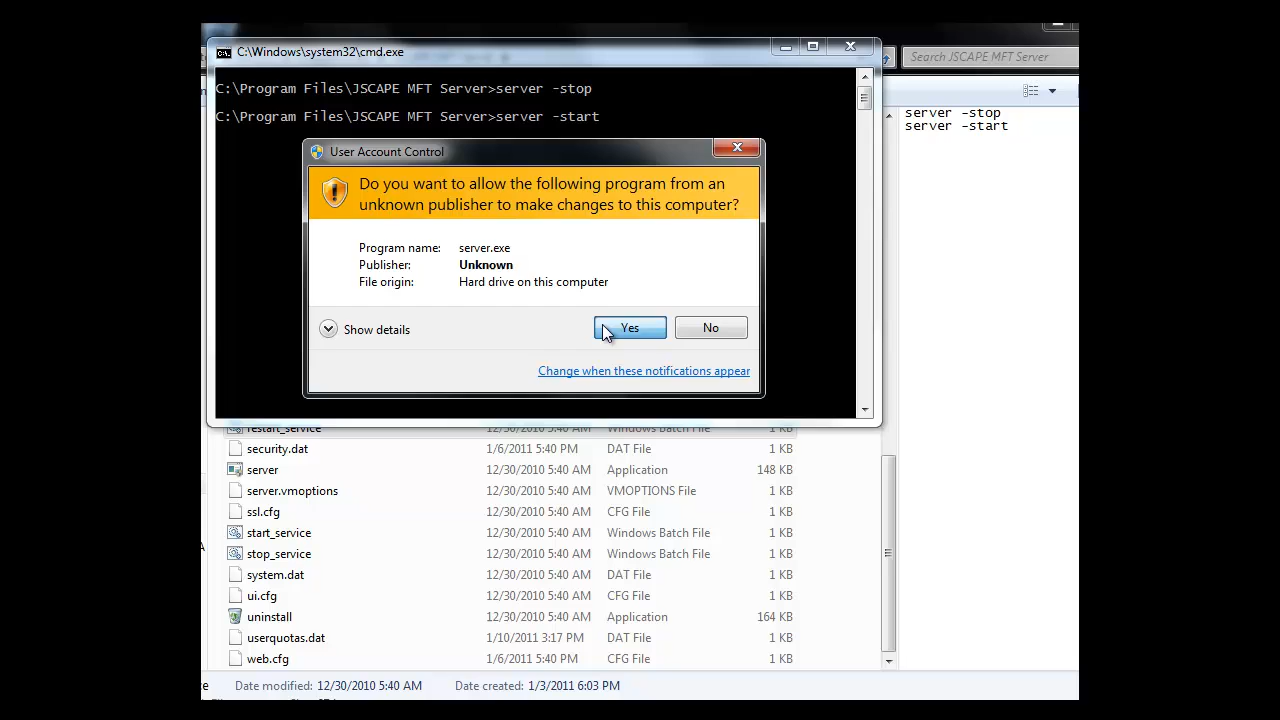 C:\Windows\system32\cmd.exe
Search JSCAPE MFT Server
C:\Program Files\JSCAPE MFT Server>server -stop
C:\Program Files\JSCAPE MFT Server>server -start
server -stop
server -start
User Account Control
Do you want to allow the following program from an
unknown publisher to make changes to this computer?
Program name: server.exe
Publisher: Unknown
File origin: Hard drive on this computer
Show details
Yes
No
Change when these notifications appear
restart_service 12/30/2010 5:40 AM Windows Batch File 1 KB
security.dat 1/6/2011 5:40 PM DAT File 1 KB
server 12/30/2010 5:40 AM Application 148 KB
server.vmoptions 12/30/2010 5:40 AM VMOPTIONS File 1 KB
ssl.cfg 12/30/2010 5:40 AM CFG File 1 KB
start_service 12/30/2010 5:40 AM Windows Batch File 1 KB
stop_service 12/30/2010 5:40 AM Windows Batch File 1 KB
system.dat 12/30/2010 5:40 AM DAT File 1 KB
ui.cfg 12/30/2010 5:40 AM CFG File 1 KB
uninstall 12/30/2010 5:40 AM Application 164 KB
userquotas.dat 1/10/2011 3:17 PM DAT File 1 KB
web.cfg 1/6/2011 5:40 PM CFG File 1 KB
Date modified: 12/30/2010 5:40 AM Date created: 1/3/2011 6:03 PM